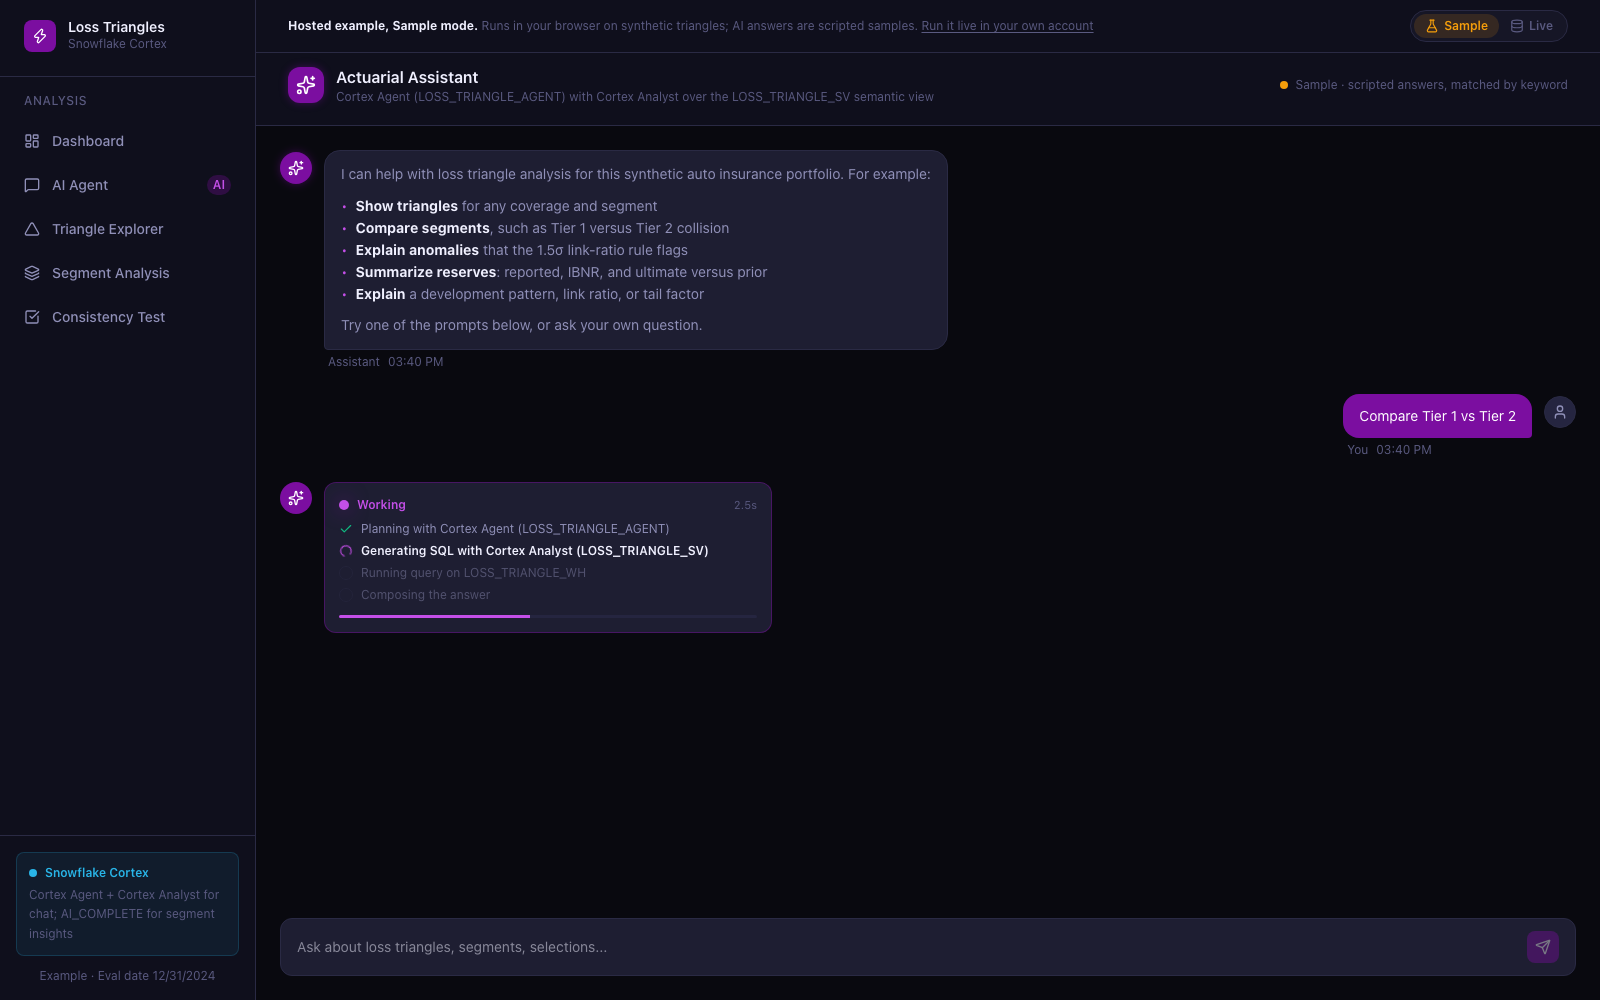 Loss Triangles
Snowflake Cortex
ANALYSIS
Dashboard
AI Agent
AI
Triangle Explorer
Segment Analysis
Consistency Test
Snowflake Cortex
Cortex Agent + Cortex Analyst for
chat; AI_COMPLETE for segment
insights
Example · Eval date 12/31/2024
Hosted example, Sample mode. Runs in your browser on synthetic triangles; AI answers are scripted samples. Run it live in your own account
Sample
Live
Actuarial Assistant
Cortex Agent (LOSS_TRIANGLE_AGENT) with Cortex Analyst over the LOSS_TRIANGLE_SV semantic view
Sample · scripted answers, matched by keyword
I can help with loss triangle analysis for this synthetic auto insurance portfolio. For example:
• Show triangles for any coverage and segment
• Compare segments, such as Tier 1 versus Tier 2 collision
• Explain anomalies that the 1.5σ link-ratio rule flags
• Summarize reserves: reported, IBNR, and ultimate versus prior
• Explain a development pattern, link ratio, or tail factor
Try one of the prompts below, or ask your own question.
Assistant 03:40 PM
Compare Tier 1 vs Tier 2
You 03:40 PM
Working
2.5s
Planning with Cortex Agent (LOSS_TRIANGLE_AGENT)
Generating SQL with Cortex Analyst (LOSS_TRIANGLE_SV)
Running query on LOSS_TRIANGLE_WH
Composing the answer
Ask about loss triangles, segments, selections...